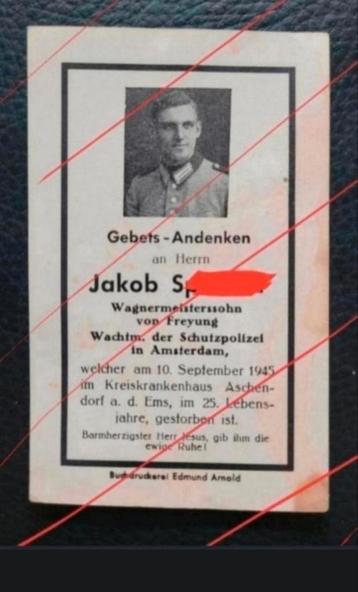 Gebets-Andenken
an Herrn
Jakob Sp
Wagnermeisterssohn
von Freyung
Wachtm. der Schutzpolizei
in Amsterdam,
welcher am 10. September 1945
im Kreiskrankenhaus Aschen-
dorf a. d. Ems, im 25. Lebens-
jahre, gestorben ist.
Barmherzigster Herr Jesus, gib ihm die
ewige Ruhe!
Buchdruckerei Edmund Arnold